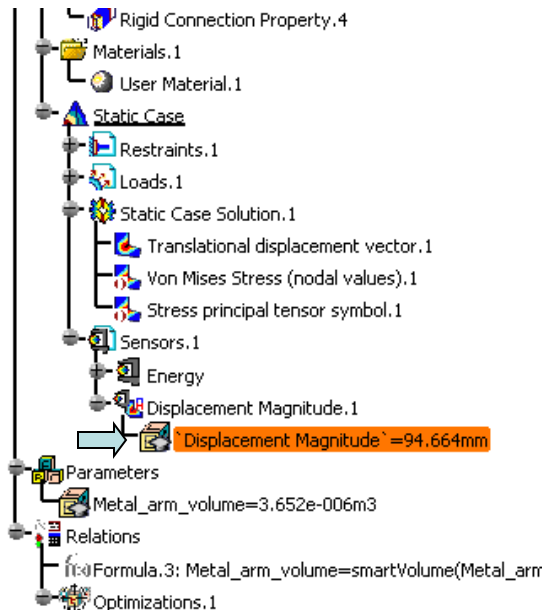 Rigid Connection Property.4
Materials.1
User Material.1
Static Case
Restraints.1
Loads.1
Static Case Solution.1
Translational displacement vector.1
Von Mises Stress (nodal values).1
Stress principal tensor symbol.1
Sensors.1
Energy
Displacement Magnitude.1
`Displacement Magnitude`=94.664mm
Parameters
Metal_arm_volume=3.652e-006m3
Relations
Formula.3: Metal_arm_volume=smartVolume(Metal_arm
Optimizations.1